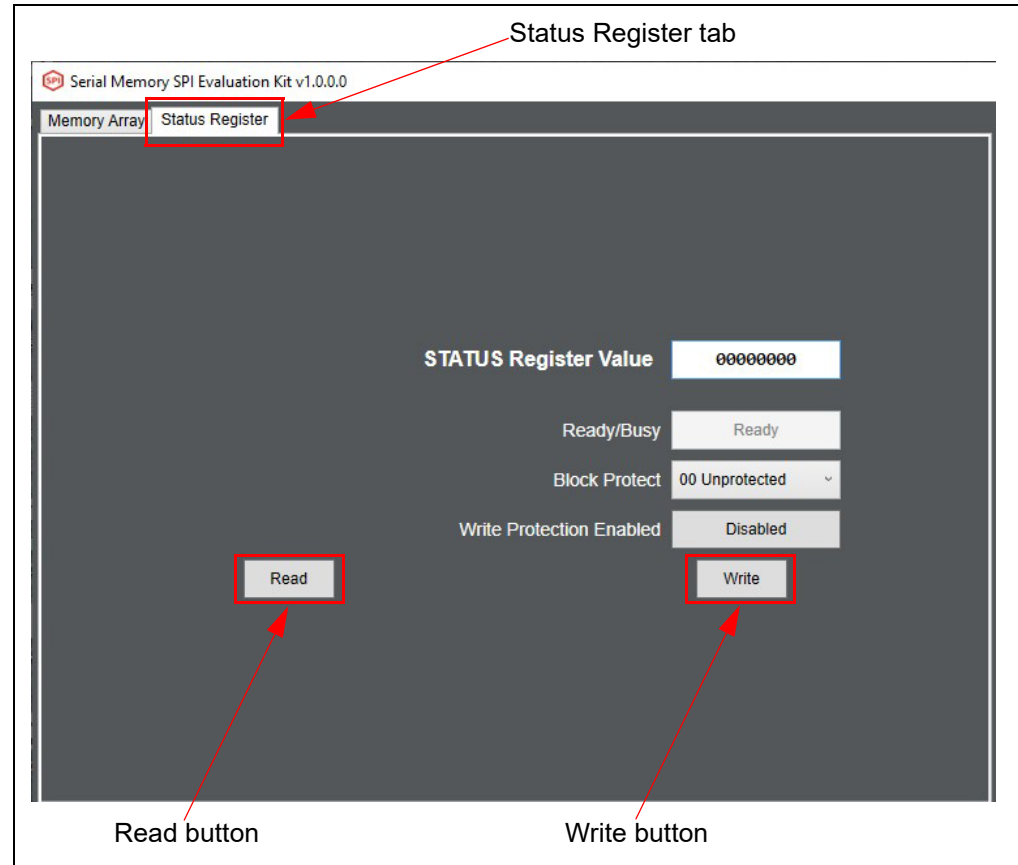 Status Register tab
SPI Serial Memory SPI Evaluation Kit v1.0.0.0
Memory Array Status Register
STATUS Register Value 00000000
Ready/Busy Ready
Block Protect 00 Unprotected
Write Protection Enabled Disabled
Read Write
Read button Write button